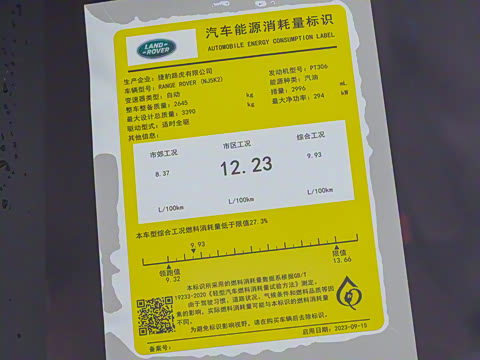 LAND-ROVER
汽车能源消耗量标识
AUTOMOBILE ENERGY CONSUMPTION LABEL
生产企业：捷豹路虎有限公司
车辆型号：RANGE ROVER (NJ5K2)
发动机型号：PT306
变速器类型：自动
能源种类：汽油
整车整备质量：2645 kg
排量：2996 mL
最大设计总质量：3390 kg
最大净功率：294 kW
驱动型式：适时全驱
其他信息：
市郊工况 市区工况 综合工况
8.37 12.23 9.93
L/100km L/100km L/100km
本车型综合工况燃料消耗量低于限值27.3%
9.93
领跑值 限值
9.32 13.66
本标识所采用的燃料消耗量数据系根据GB/T
19233-2020《轻型汽车燃料消耗量试验方法》测定。
由于驾驶习惯、道路状况、气候条件和燃料品质等因
素的影响，实际燃料消耗量可能与本标识的燃料消耗量
不同。
为避免标识影响视野，请在购买车辆后去除标识。
备案号：
启用日期：2023-09-15